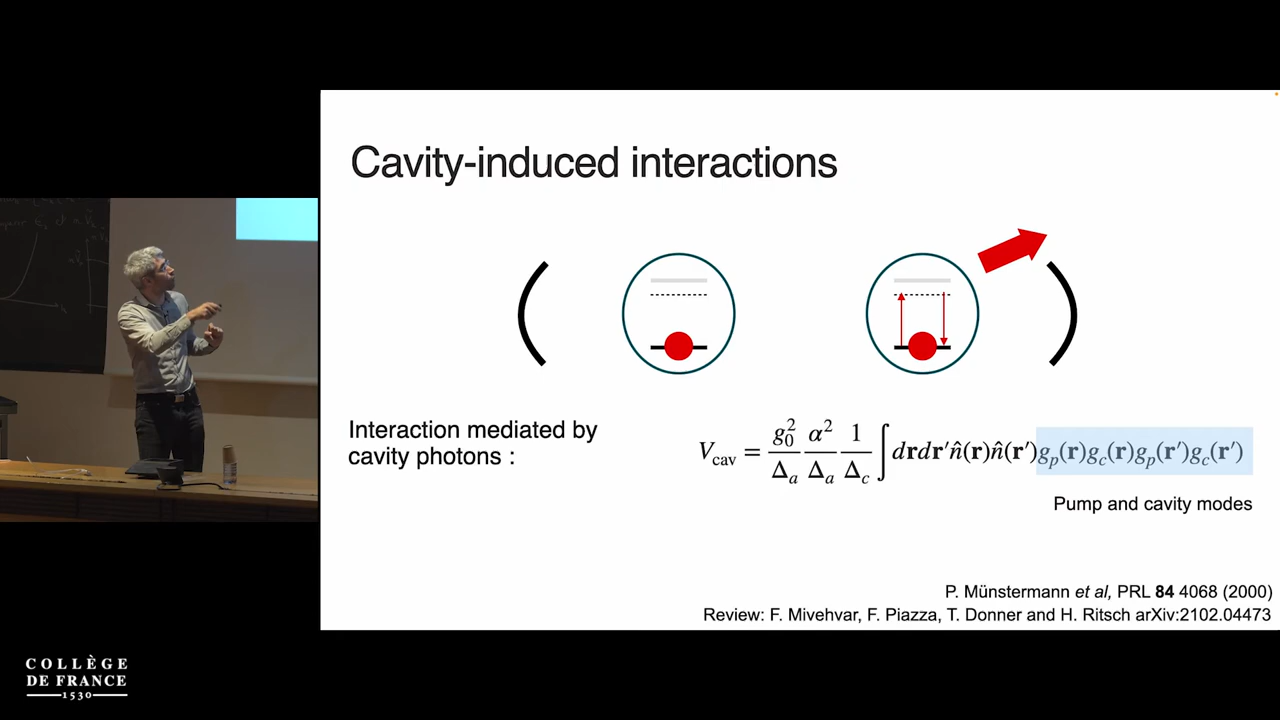 Cavity-induced interactions
Interaction mediated by
cavity photons :
V_cav = g_0^2/Δ_a α^2/Δ_a 1/Δ_c ∫ drdr′n̂(r)n̂(r′)g_p(r)g_c(r)g_p(r′)g_c(r′)
Pump and cavity modes
P. Münstermann et al, PRL 84 4068 (2000)
Review: F. Mivehvar, F. Piazza, T. Donner and H. Ritsch arXiv:2102.04473
COLLÈGE
DE FRANCE
1530